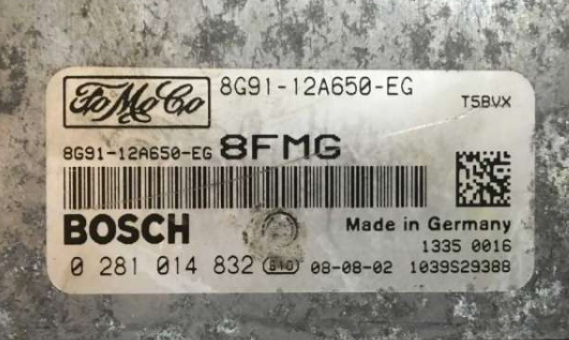 FoMoCo
8G91-12A650-EG
T5BVX
8G91-12A650-EG 8FMG
BOSCH
Made in Germany
1335 0016
0 281 014 832 08-08-02 1039S29388